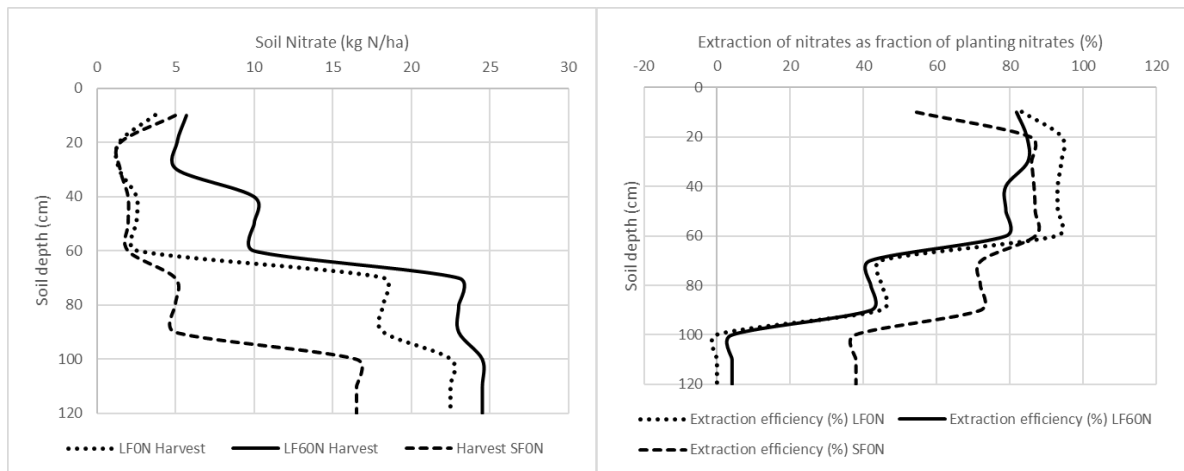 Soil Nitrate (kg N/ha)
0 5 10 15 20 25 30
0
20
40
60
80
100
120
Soil depth (cm)
LF0N Harvest LF60N Harvest Harvest SF0N
Extraction of nitrates as fraction of planting nitrates (%)
-20 0 20 40 60 80 100 120
0
20
40
60
80
100
120
Soil depth (cm)
Extraction efficiency (%) LF0N Extraction efficiency (%) LF60N
Extraction efficiency (%) SF0N